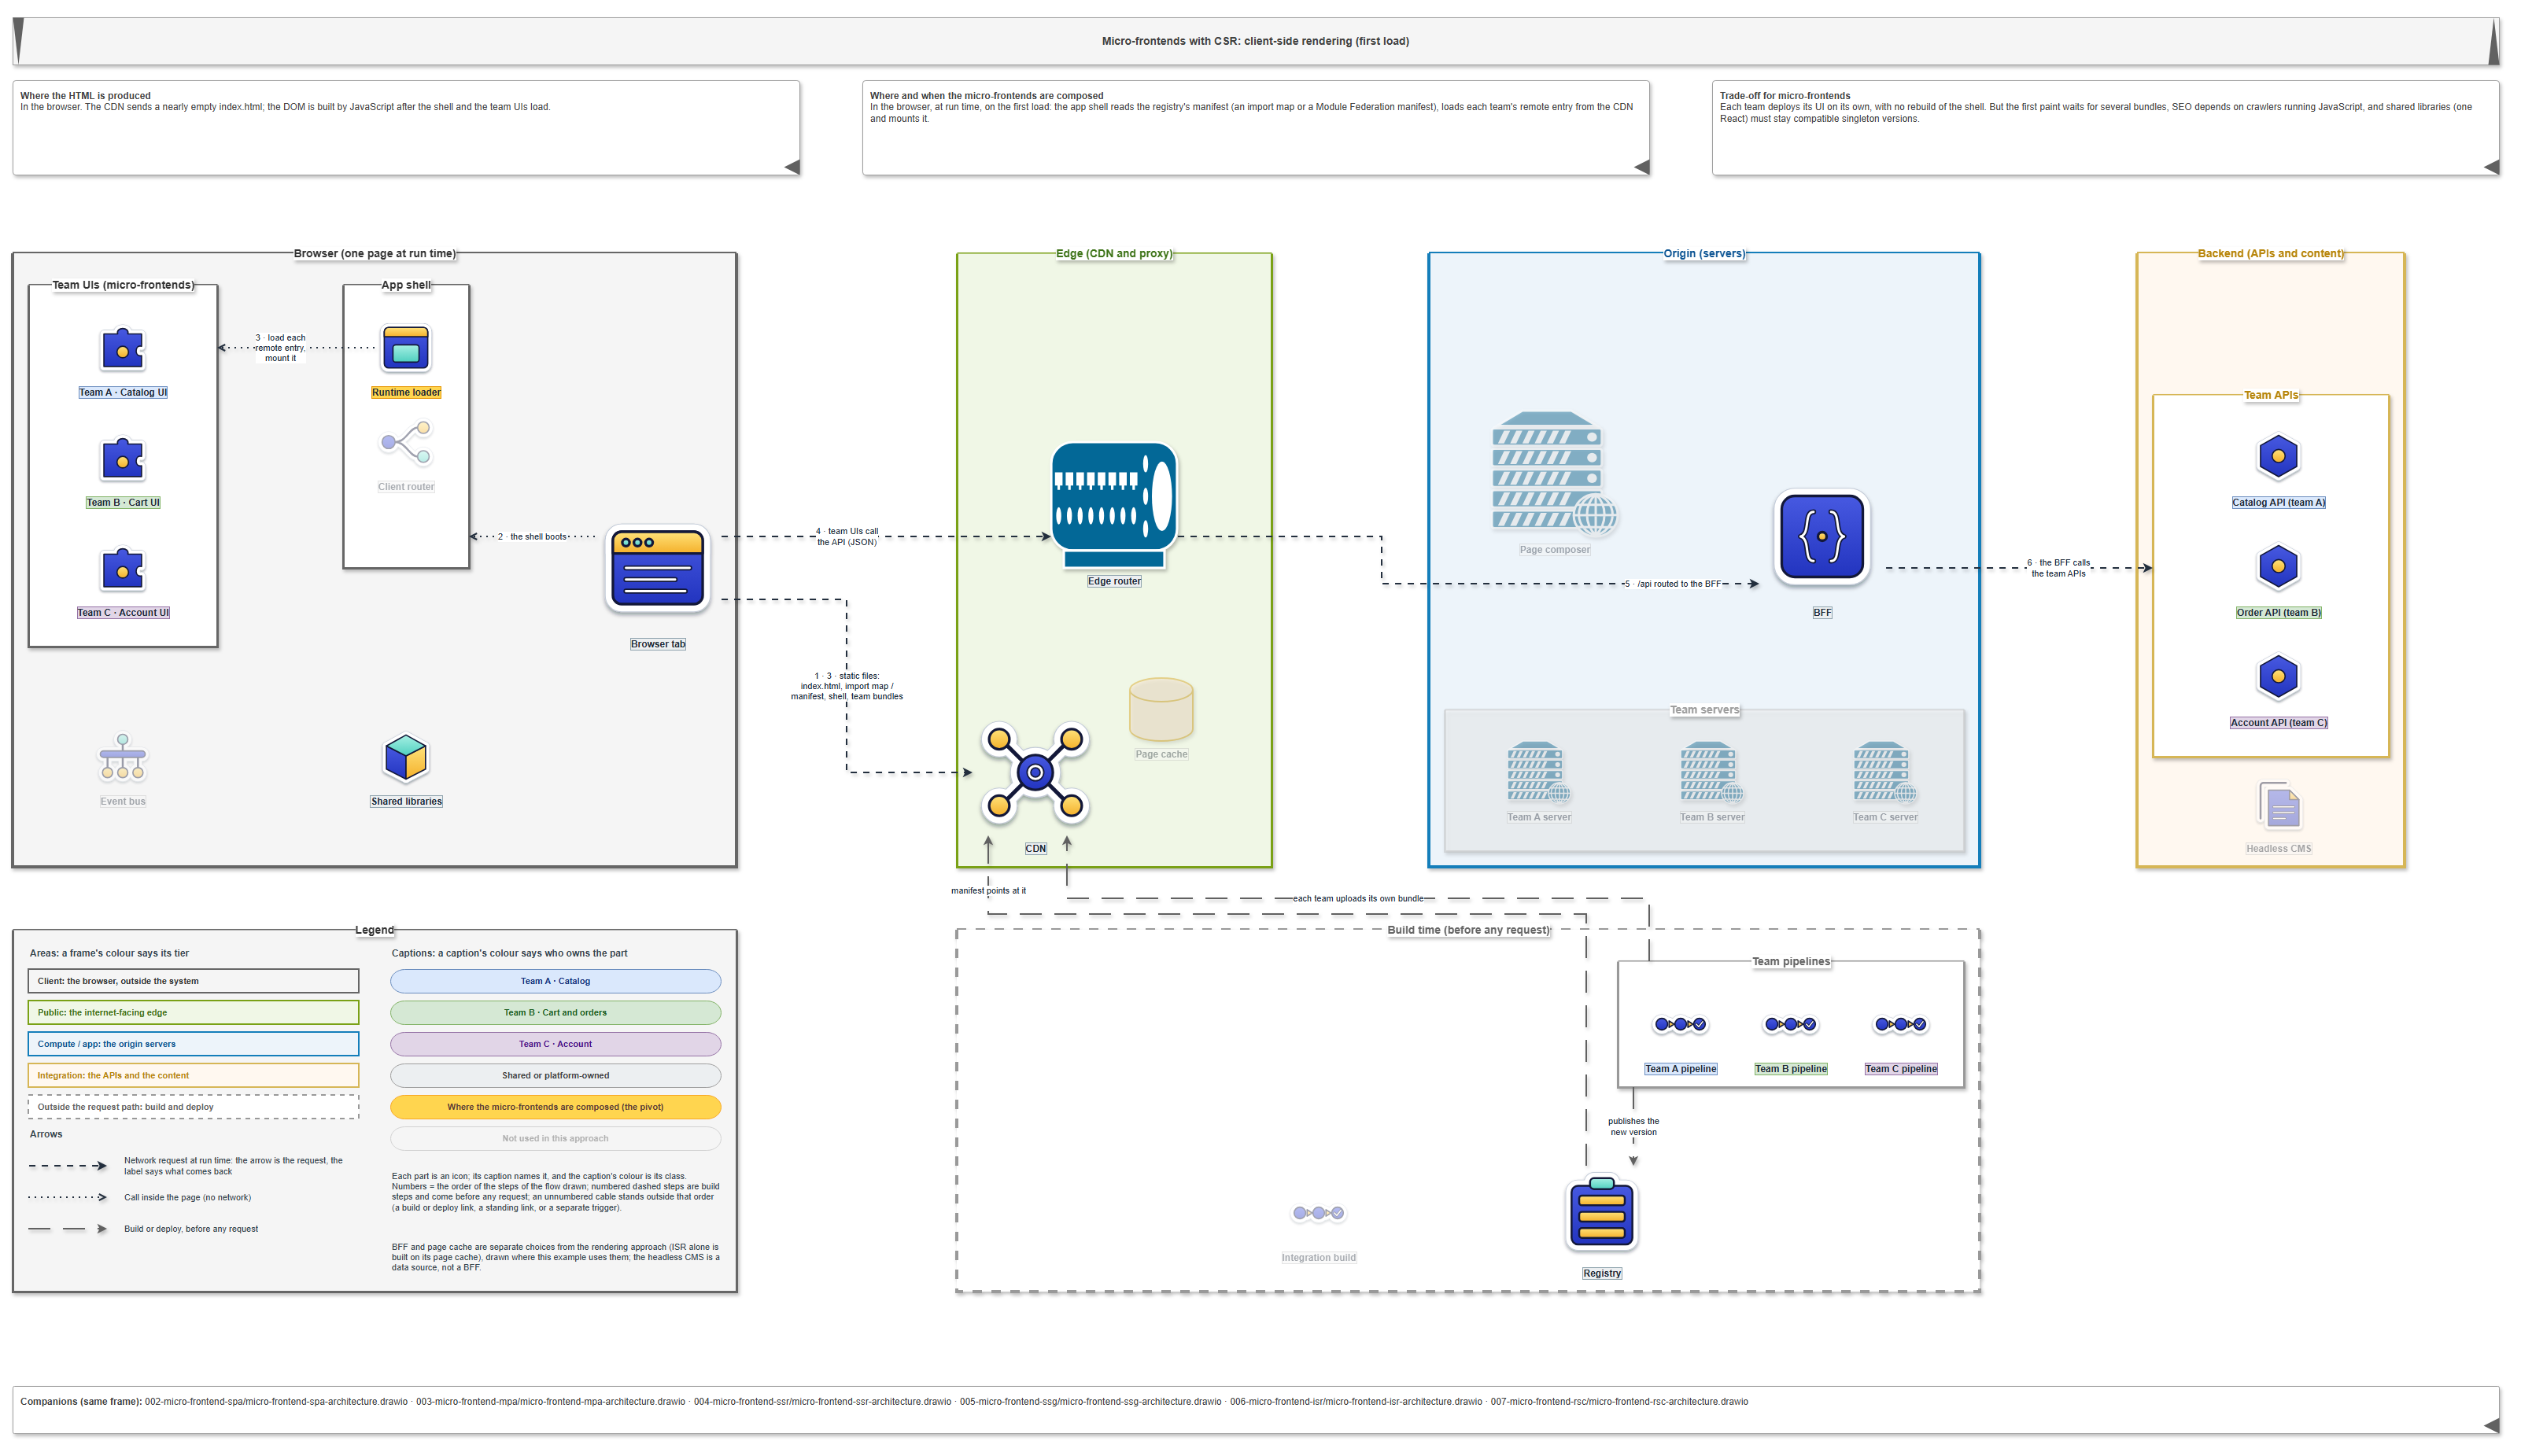 Micro-frontends with CSR: client-side rendering (first load)
Where the HTML is produced
In the browser. The CDN sends a nearly empty index.html; the DOM is built by JavaScript after the shell and the team UIs load.
Where and when the micro-frontends are composed
In the browser, at run time, on the first load: the app shell reads the registry's manifest (an import map or a Module Federation manifest), loads each team's remote entry from the CDN
and mounts it.
Trade-off for micro-frontends
Each team deploys its UI on its own, with no rebuild of the shell. But the first paint waits for several bundles, SEO depends on crawlers running JavaScript, and shared libraries (one
React) must stay compatible singleton versions.
Browser (one page at run time)
Team UIs (micro-frontends)
Team A · Catalog UI
Team B · Cart UI
Team C · Account UI
3 · load each
remote entry,
mount it
App shell
Runtime loader
Client router
2 · the shell boots
Browser tab
Event bus
Shared libraries
4 · team UIs call
the API (JSON)
1 · 3 · static files:
index.html, import map /
manifest, shell, team bundles
Edge (CDN and proxy)
Edge router
Page cache
CDN
Origin (servers)
Page composer
5 · /api routed to the BFF
BFF
Team servers
Team A server
Team B server
Team C server
6 · the BFF calls
the team APIs
Backend (APIs and content)
Team APIs
Catalog API (team A)
Order API (team B)
Account API (team C)
Headless CMS
manifest points at it
each team uploads its own bundle
Build time (before any request)
Team pipelines
Team A pipeline
Team B pipeline
Team C pipeline
publishes the
new version
Integration build
Registry
Legend
Areas: a frame's colour says its tier
Client: the browser, outside the system
Public: the internet-facing edge
Compute / app: the origin servers
Integration: the APIs and the content
Outside the request path: build and deploy
Arrows
Network request at run time: the arrow is the request, the
label says what comes back
Call inside the page (no network)
Build or deploy, before any request
Captions: a caption's colour says who owns the part
Team A · Catalog
Team B · Cart and orders
Team C · Account
Shared or platform-owned
Where the micro-frontends are composed (the pivot)
Not used in this approach
Each part is an icon; its caption names it, and the caption's colour is its class.
Numbers = the order of the steps of the flow drawn; numbered dashed steps are build
steps and come before any request; an unnumbered cable stands outside that order
(a build or deploy link, a standing link, or a separate trigger).
BFF and page cache are separate choices from the rendering approach (ISR alone is
built on its page cache), drawn where this example uses them; the headless CMS is a
data source, not a BFF.
Companions (same frame): 002-micro-frontend-spa/micro-frontend-spa-architecture.drawio · 003-micro-frontend-mpa/micro-frontend-mpa-architecture.drawio · 004-micro-frontend-ssr/micro-frontend-ssr-architecture.drawio · 005-micro-frontend-ssg/micro-frontend-ssg-architecture.drawio · 006-micro-frontend-isr/micro-frontend-isr-architecture.drawio · 007-micro-frontend-rsc/micro-frontend-rsc-architecture.drawio